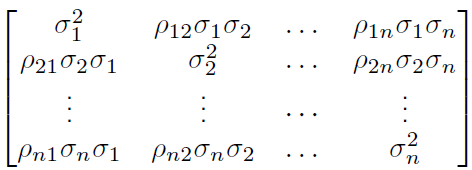 σ₁² ρ₁₂σ₁σ₂ … ρ₁ₙσ₁σₙ
ρ₂₁σ₂σ₁ σ₂² … ρ₂ₙσ₂σₙ
⋮ ⋮ … ⋮
ρₙ₁σₙσ₁ ρₙ₂σₙσ₂ … σₙ²